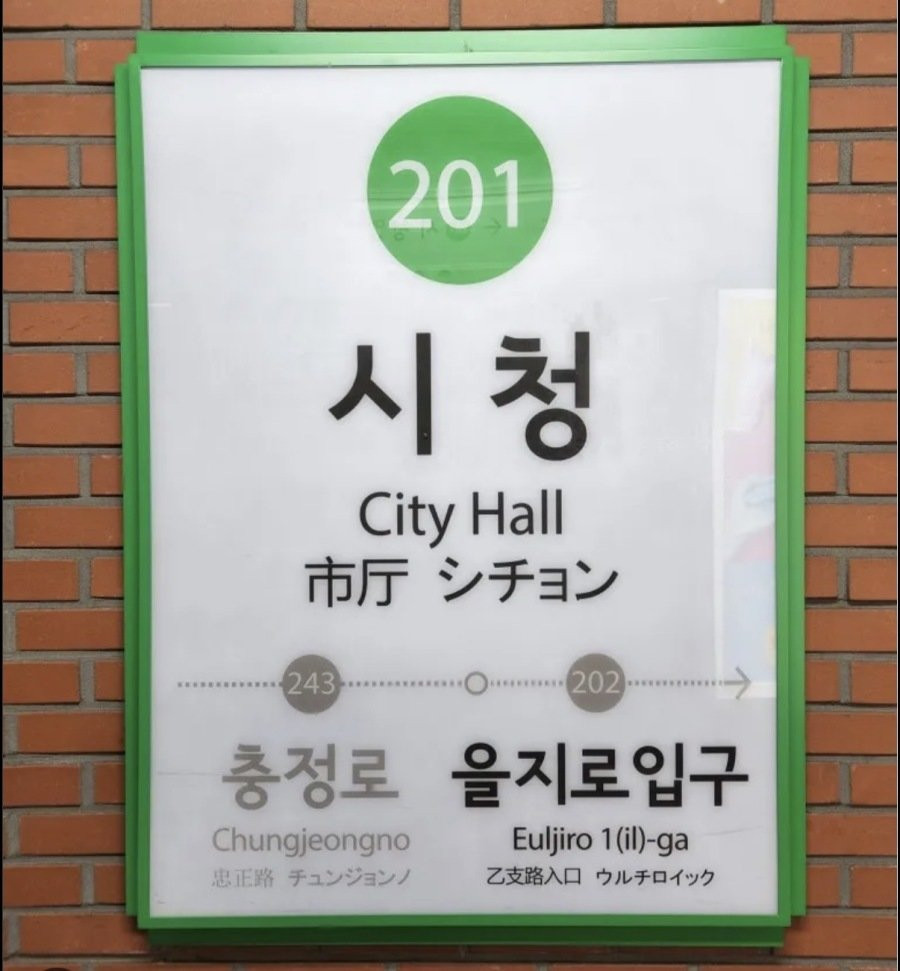 201
시청
City Hall
市厅 シチョン
243 202
충정로 을지로입구
Chungjeongno Euljiro 1(il)-ga
忠正路 チュンジョンノ 乙支路入口 ウルチロイック